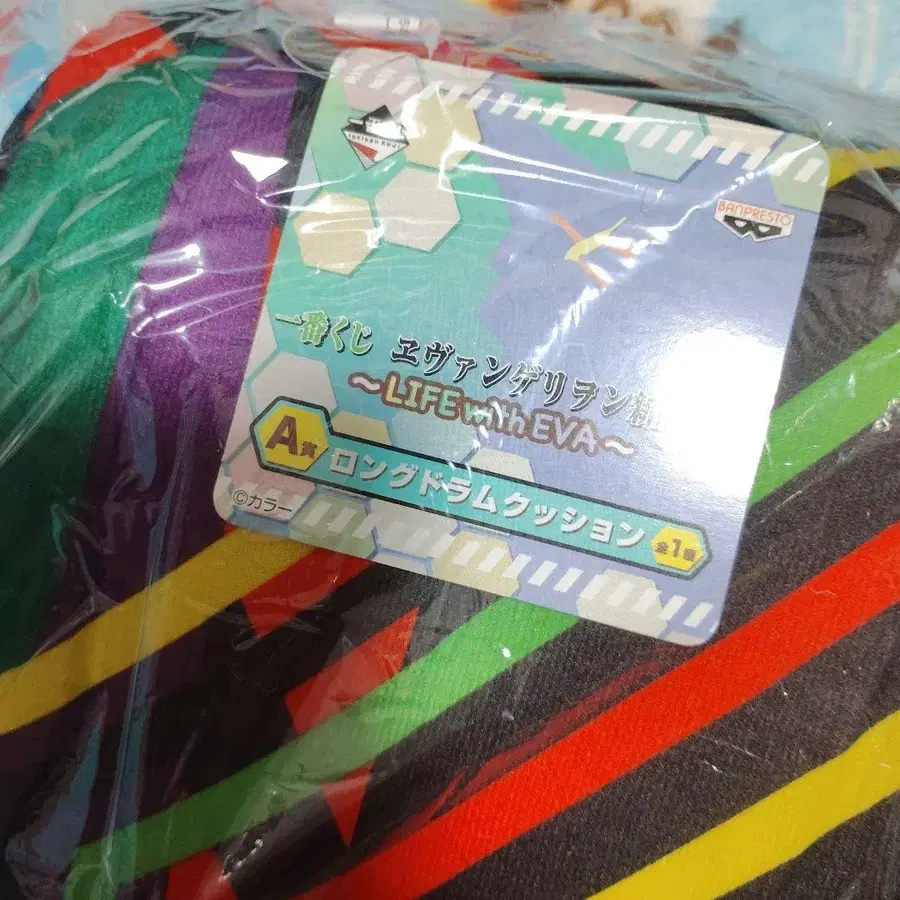 ICHIBAN KUJI
BANPRESTO
一番くじ ヱヴァンゲリヲン
～LIFE with EVA～
A賞 ロングドラムクッション 全1種
©カラー